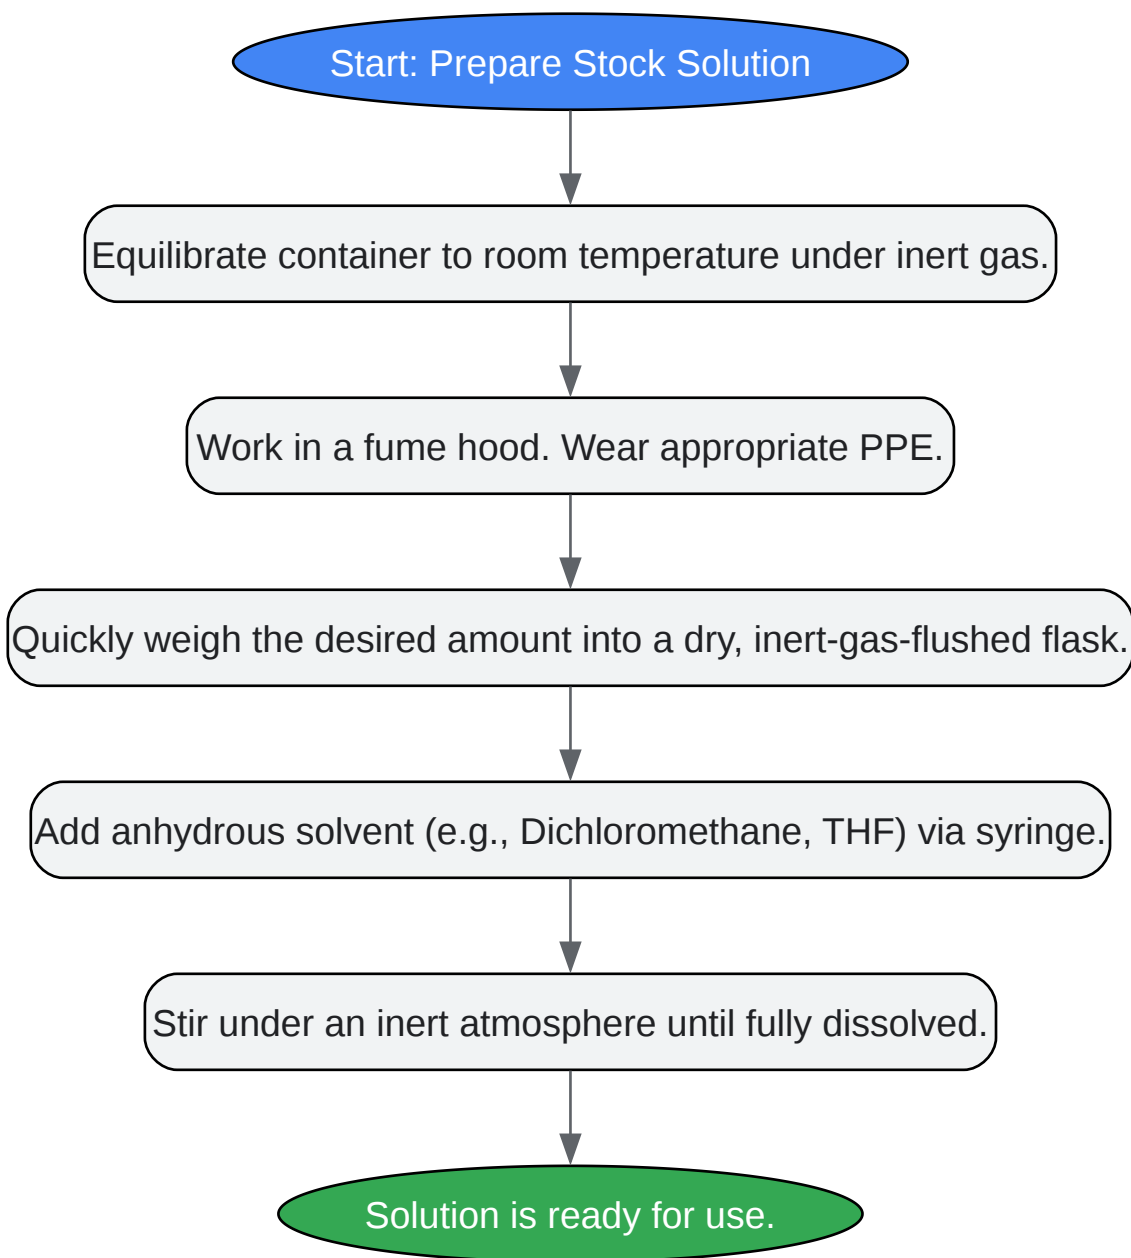 Start: Prepare Stock Solution
Equilibrate container to room temperature under inert gas.
Work in a fume hood. Wear appropriate PPE.
Quickly weigh the desired amount into a dry, inert-gas-flushed flask.
Add anhydrous solvent (e.g., Dichloromethane, THF) via syringe.
Stir under an inert atmosphere until fully dissolved.
Solution is ready for use.